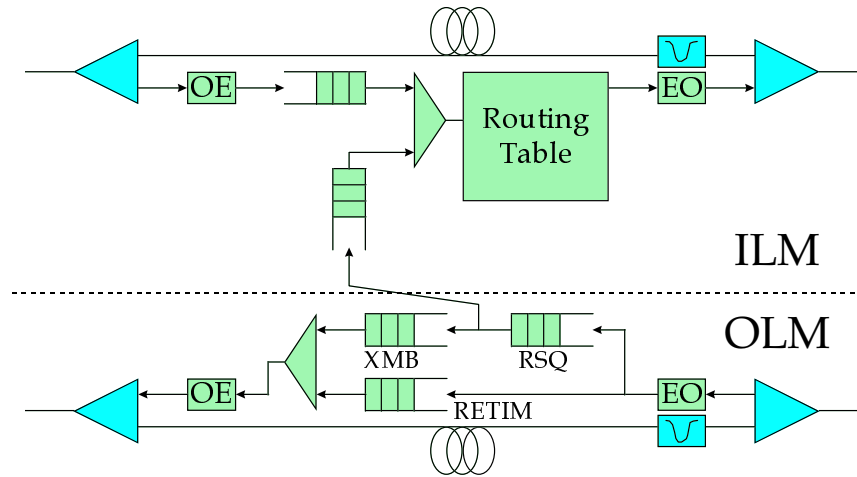 OE
EO
Routing
Table
ILM
OLM
XMB
RSQ
OE
RETIM
EO